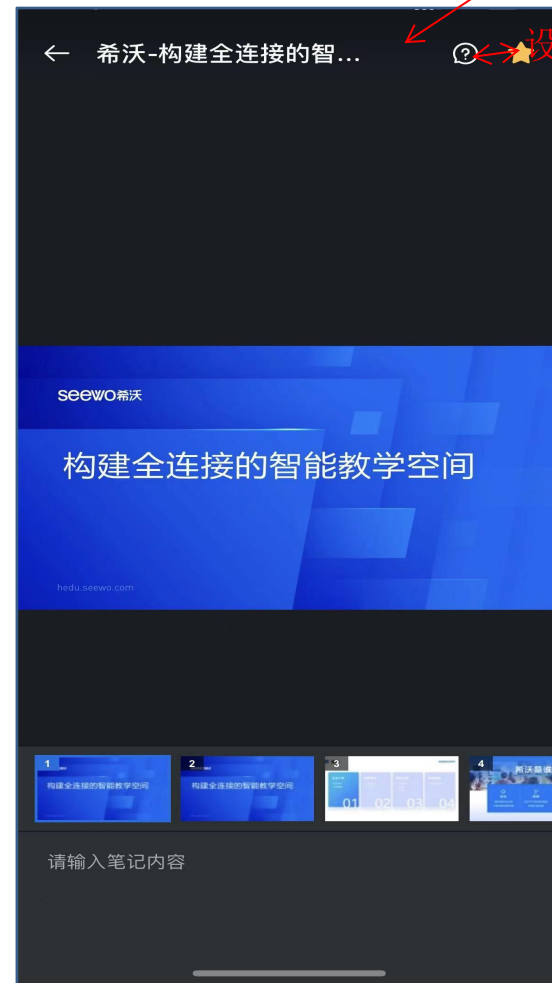 希沃-构建全连接的智...
设
seewo希沃
构建全连接的智能教学空间
hedu.seewo.com
1
构建全连接的智能教学空间
2
构建全连接的智能教学空间
3
01 02 03 04
4
希沃是谁
请输入笔记内容